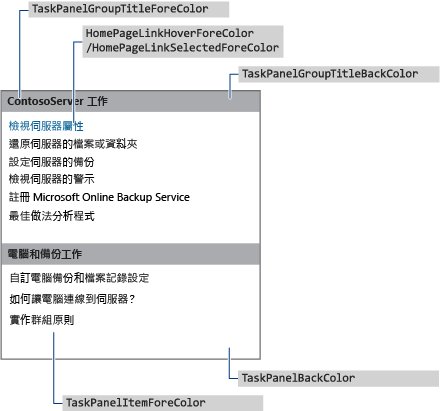 TaskPanelGroupTitleForeColor
HomePageLinkHoverForeColor
/HomePageLinkSelectedForeColor
TaskPanelGroupTitleBackColor
ContosoServer 工作
檢視伺服器屬性
還原伺服器的檔案或資料夾
設定伺服器的備份
檢視伺服器的警示
註冊 Microsoft Online Backup Service
最佳做法分析程式
電腦和備份工作
自訂電腦備份和檔案記錄設定
如何讓電腦連線到伺服器?
實作群組原則
TaskPanelBackColor
TaskPanelItemForeColor